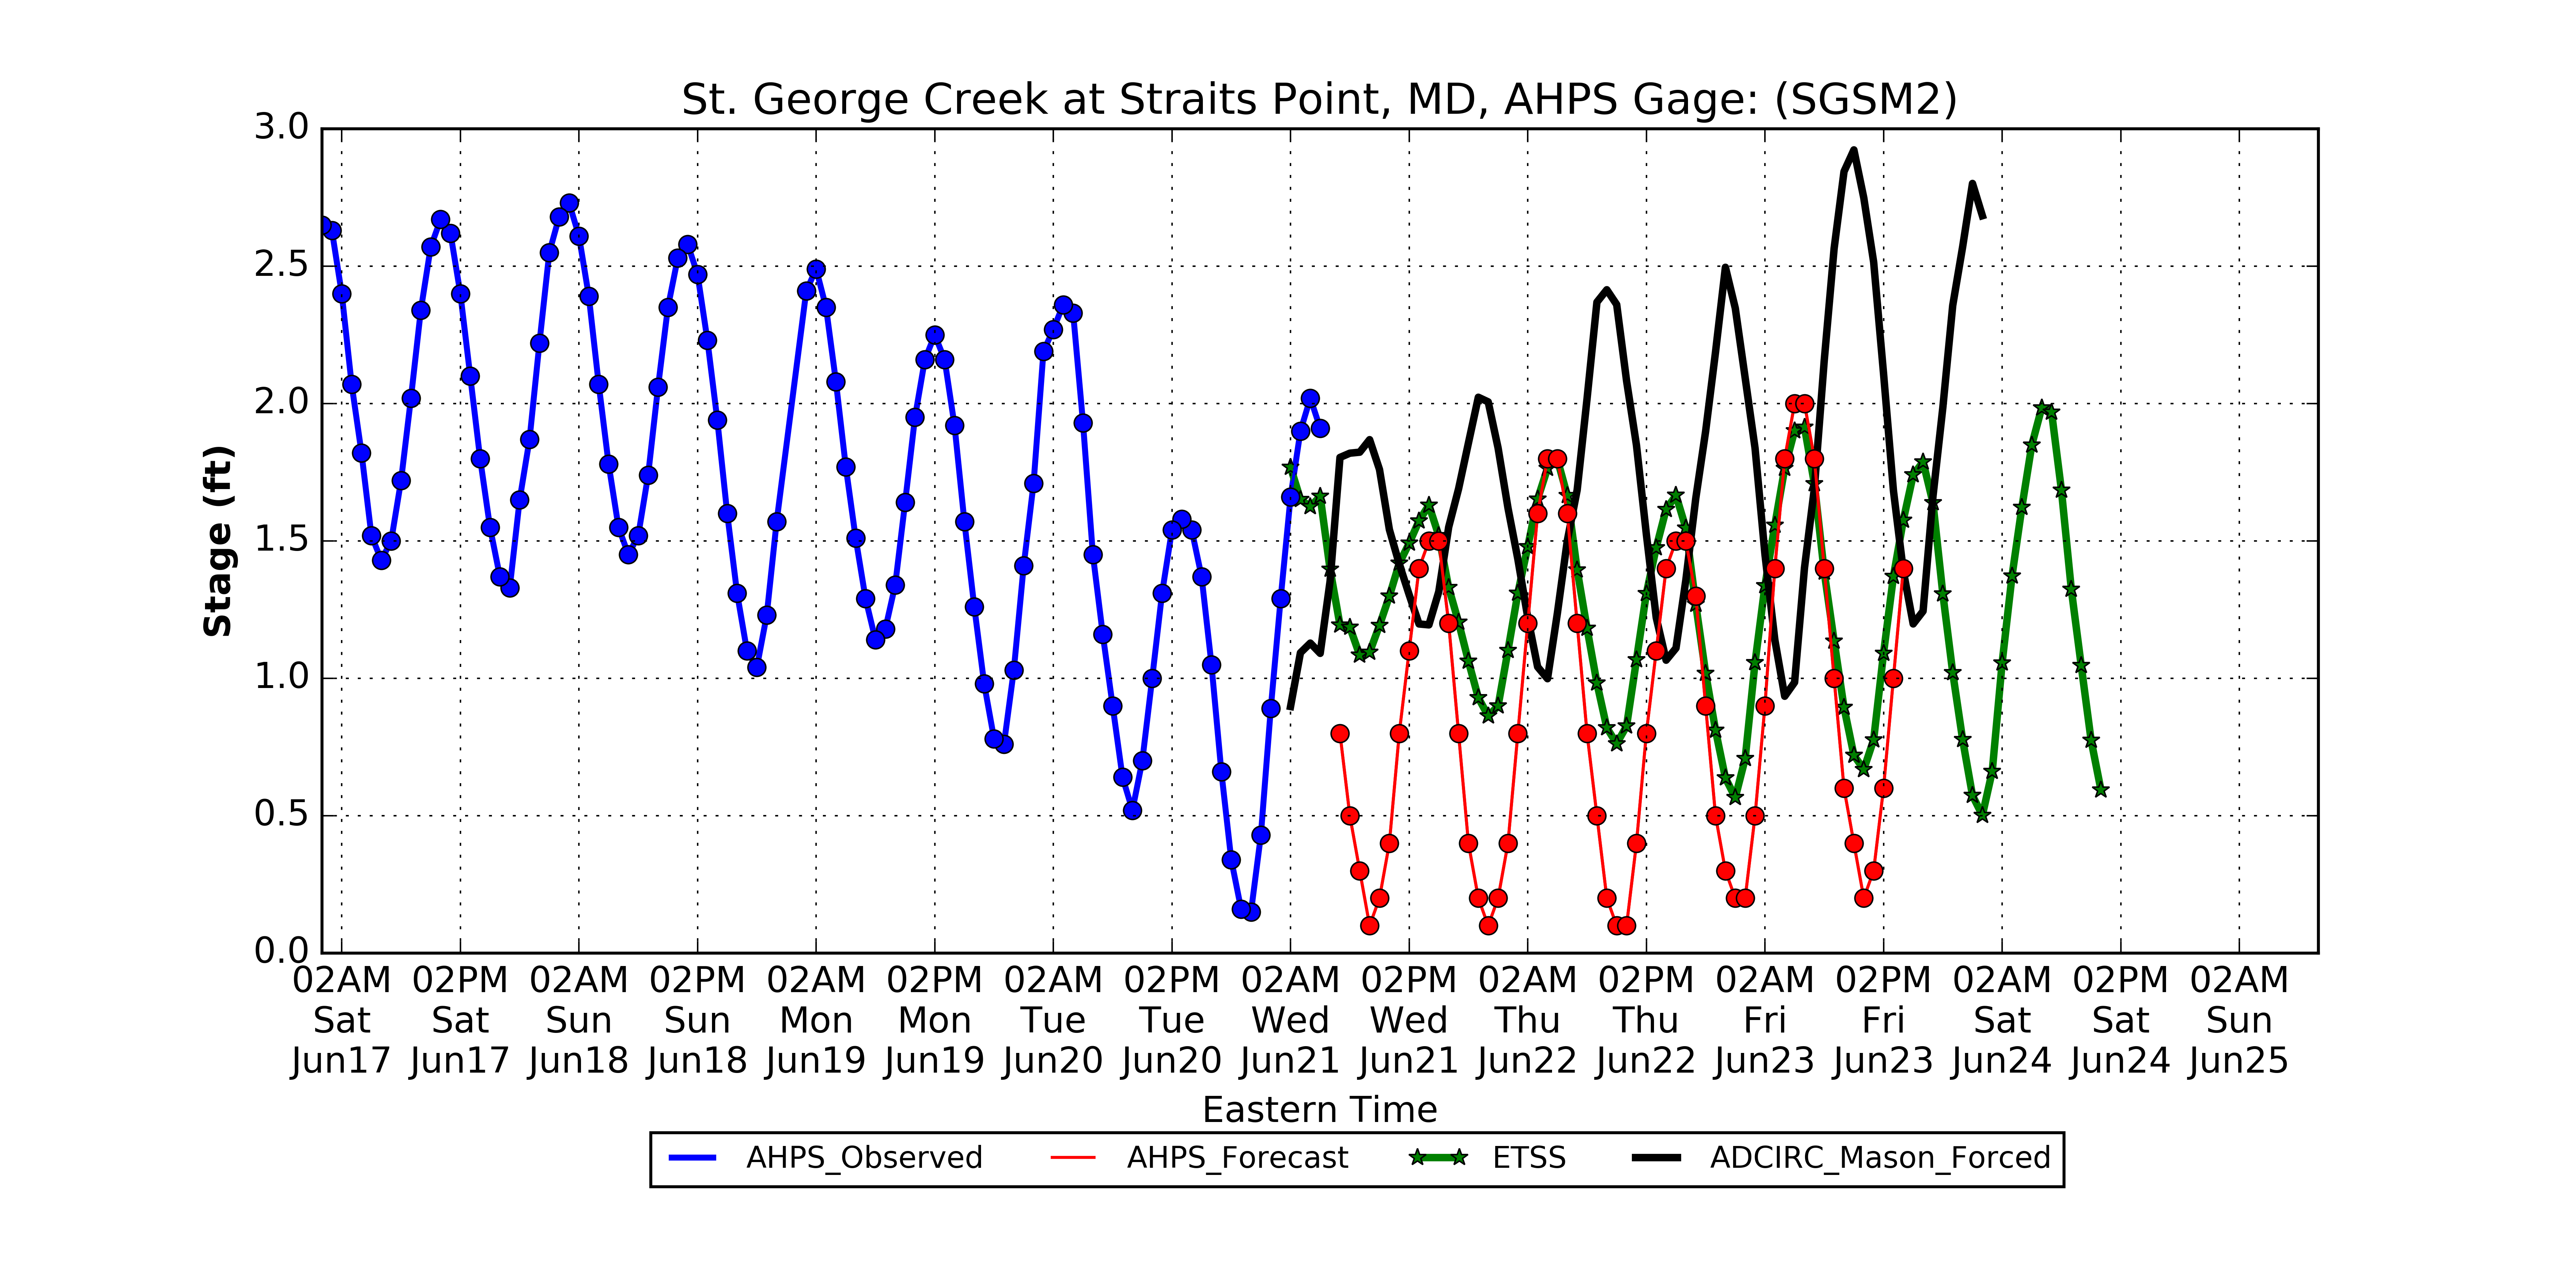 St. George Creek at Straits Point, MD, AHPS Gage: (SGSM2)
3.0
2.5
2.0
1.5
1.0
0.5
0.0
Stage (ft)
02AM 02PM 02AM 02PM 02AM 02PM 02AM 02PM 02AM 02PM 02AM 02PM 02AM 02PM 02AM 02PM 02AM
Sat Sat Sun Sun Mon Mon Tue Tue Wed Wed Thu Thu Fri Fri Sat Sat Sun
Jun17 Jun17 Jun18 Jun18 Jun19 Jun19 Jun20 Jun20 Jun21 Jun21 Jun22 Jun22 Jun23 Jun23 Jun24 Jun24 Jun25
Eastern Time
AHPS_Observed AHPS_Forecast ETSS ADCIRC_Mason_Forced